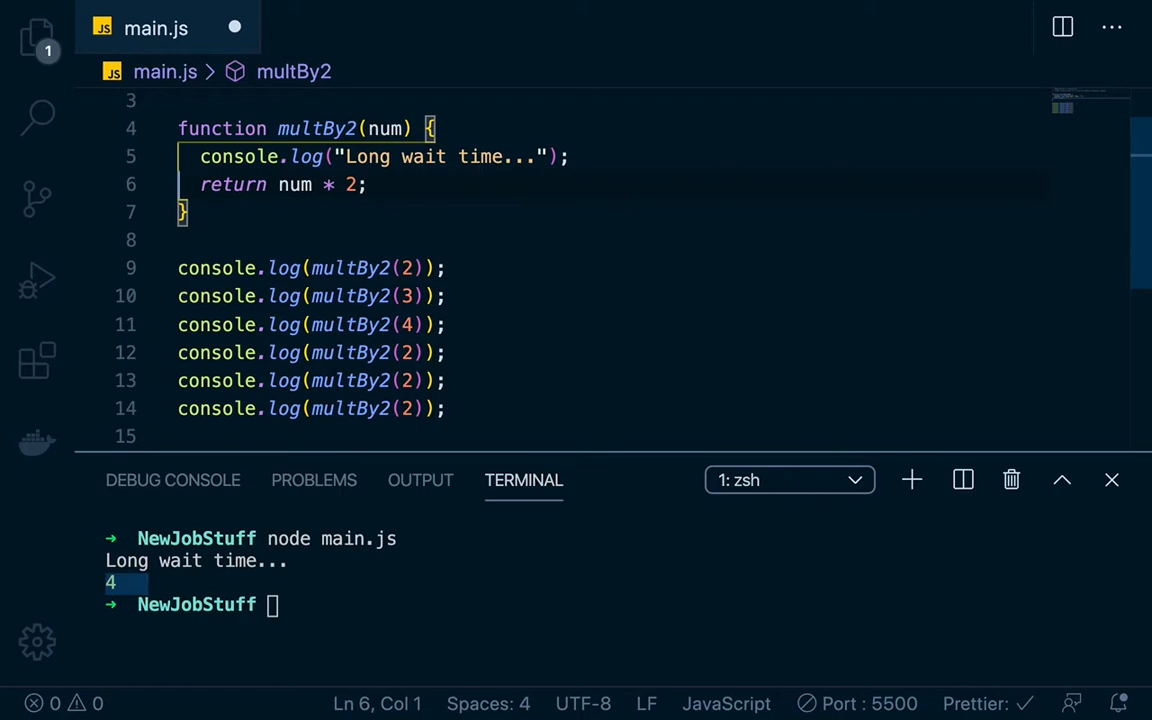 JS main.js
1
JS main.js > multBy2
3
4 function multBy2(num) {
5 console.log("Long wait time...");
6 return num * 2;
7 }
8
9 console.log(multBy2(2));
10 console.log(multBy2(3));
11 console.log(multBy2(4));
12 console.log(multBy2(2));
13 console.log(multBy2(2));
14 console.log(multBy2(2));
15
DEBUG CONSOLE PROBLEMS OUTPUT TERMINAL 1: zsh
→ NewJobStuff node main.js
Long wait time...
4
→ NewJobStuff
0 0 Ln 6, Col 1 Spaces: 4 UTF-8 LF JavaScript Port : 5500 Prettier: ✓